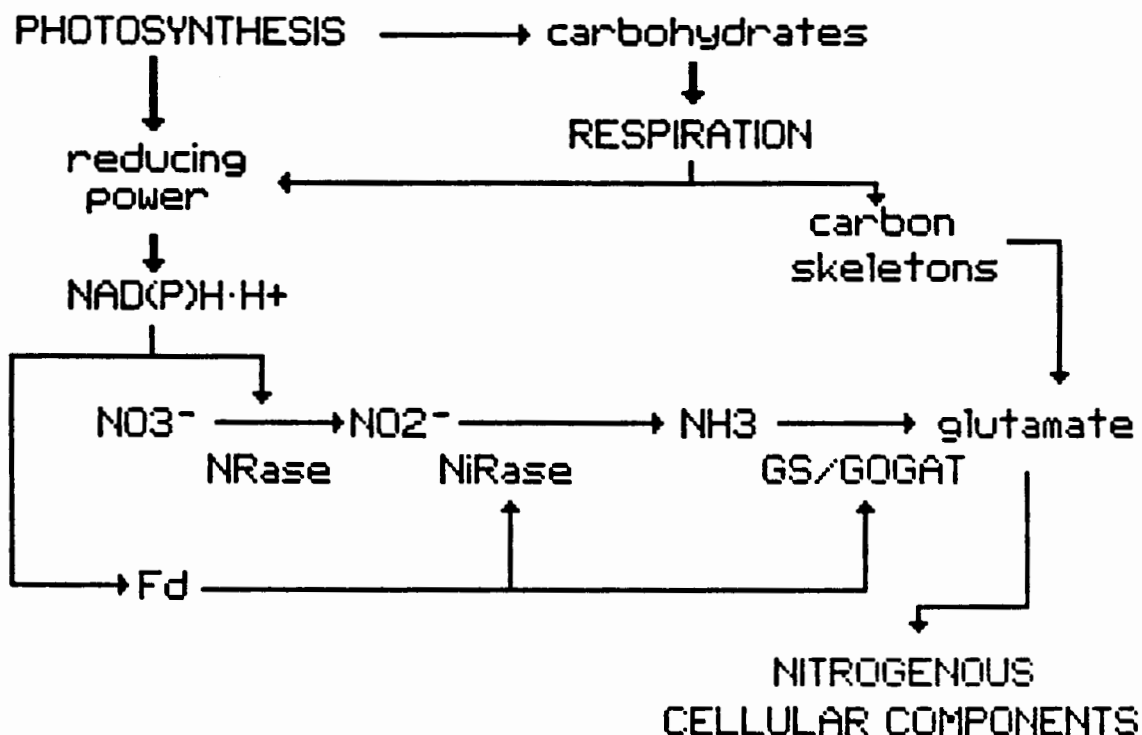 PHOTOSYNTHESIS
carbohydrates
RESPIRATION
reducing
power
carbon
skeletons
NAD(P)H·H+
NO3-
NO2-
NH3
glutamate
NRase
NiRase
GS/GOGAT
Fd
NITROGENOUS
CELLULAR COMPONENTS